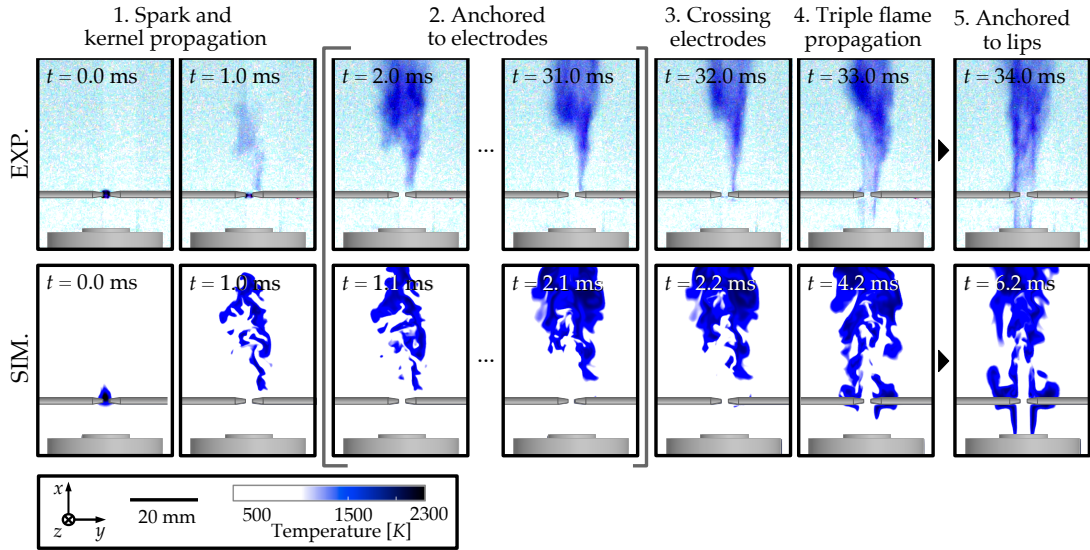 1. Spark and
kernel propagation
2. Anchored
to electrodes
3. Crossing
electrodes
4. Triple flame
propagation
5. Anchored
to lips
EXP.
t = 0.0 ms
t = 1.0 ms
t = 2.0 ms
...
t = 31.0 ms
t = 32.0 ms
t = 33.0 ms
t = 34.0 ms
SIM.
t = 0.0 ms
t = 1.0 ms
t = 1.1 ms
...
t = 2.1 ms
t = 2.2 ms
t = 4.2 ms
t = 6.2 ms
x
z
y
20 mm
500
1500
2300
Temperature [K]